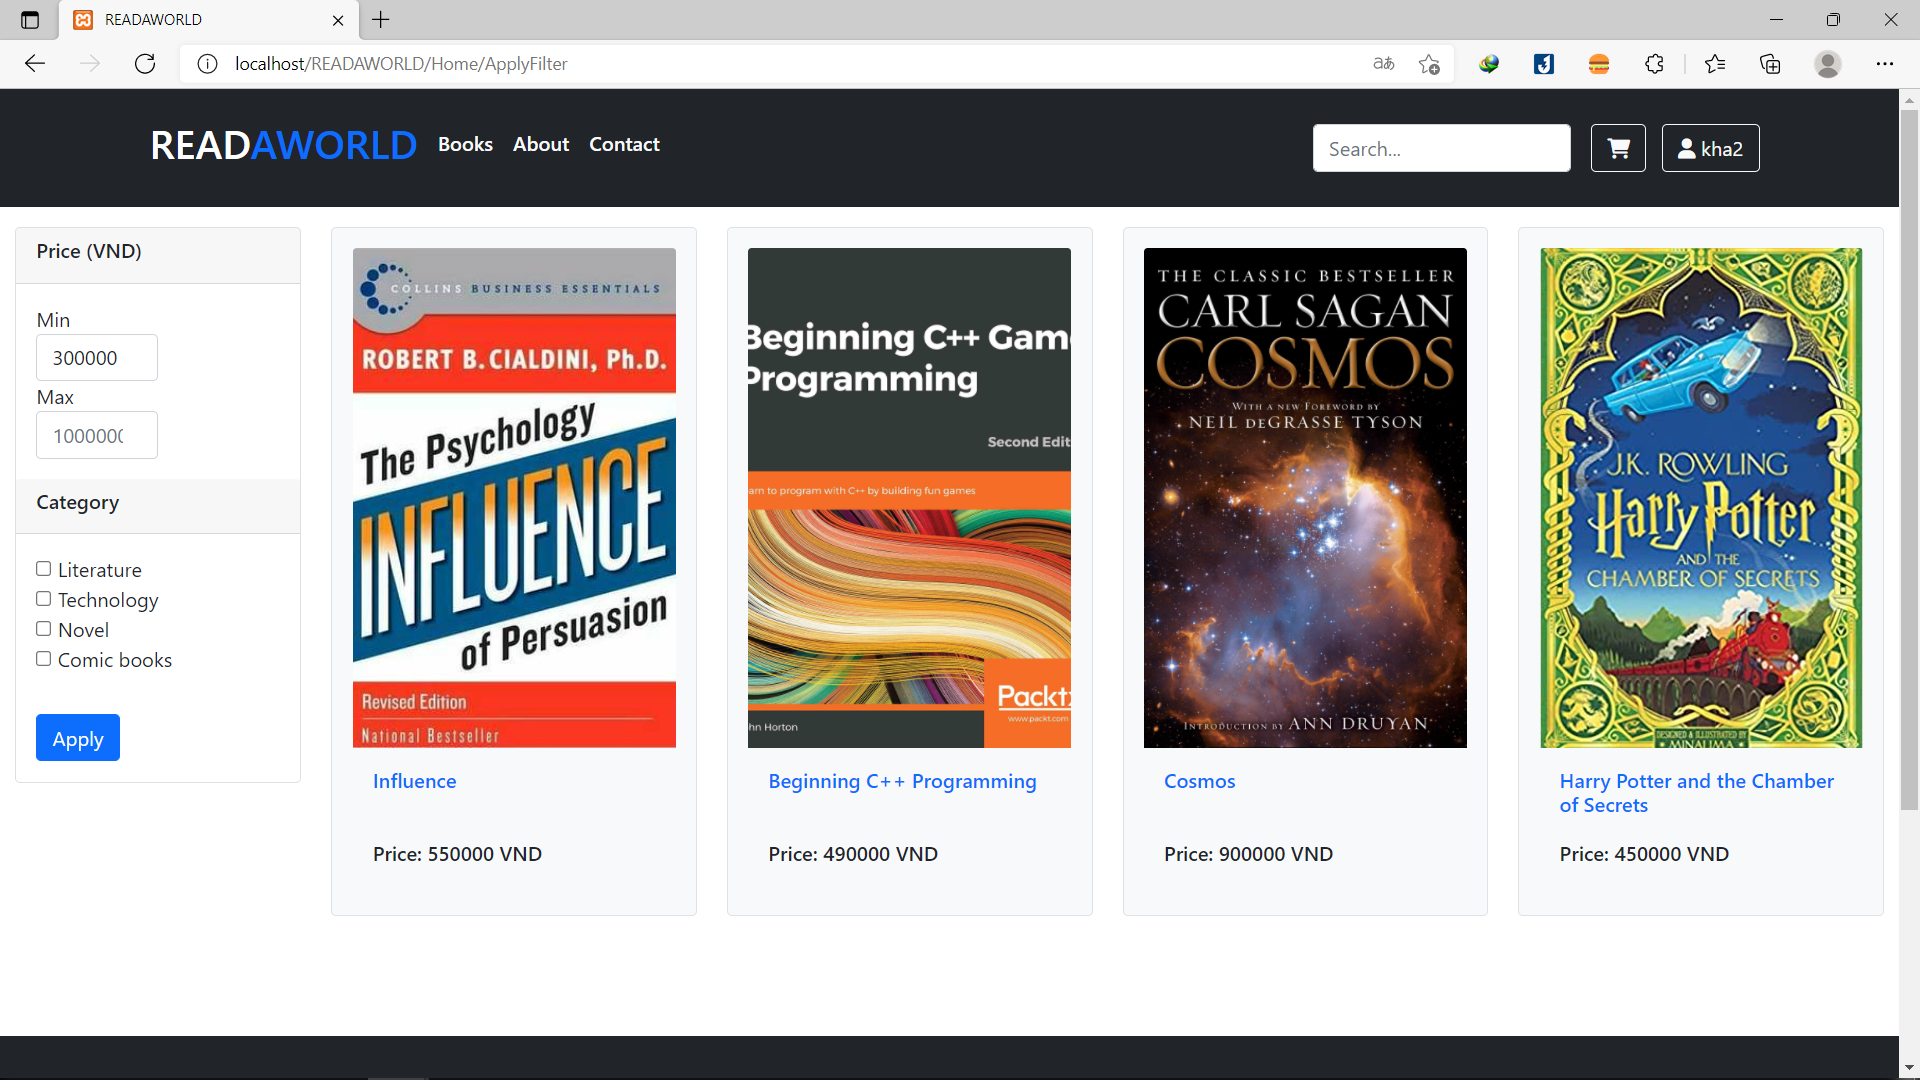 READAWORLD
localhost/READAWORLD/Home/ApplyFilter
READAWORLD
Books
About
Contact
Search...
kha2
Price (VND)
Min
300000
Max
1000000
Category
Literature
Technology
Novel
Comic books
Apply
COLLINS BUSINESS ESSENTIALS
ROBERT B. CIALDINI, Ph.D.
The Psychology
INFLUENCE
of Persuasion
Revised Edition
National Bestseller
Influence
Price: 550000 VND
Beginning C++ Gam
Programming
Second Edit
arn to program with C++ by building fun games
Packt
www.packt.com
hn Horton
Beginning C++ Programming
Price: 490000 VND
THE CLASSIC BESTSELLER
CARL SAGAN
COSMOS
WITH A NEW FOREWORD BY
NEIL DEGRASSE TYSON
INTRODUCTION BY ANN DRUYAN
Cosmos
Price: 900000 VND
J.K. ROWLING
Harry Potter
AND THE
CHAMBER OF SECRETS
DESIGNED & ILLUSTRATED BY
MINALIMA
Harry Potter and the Chamber
of Secrets
Price: 450000 VND